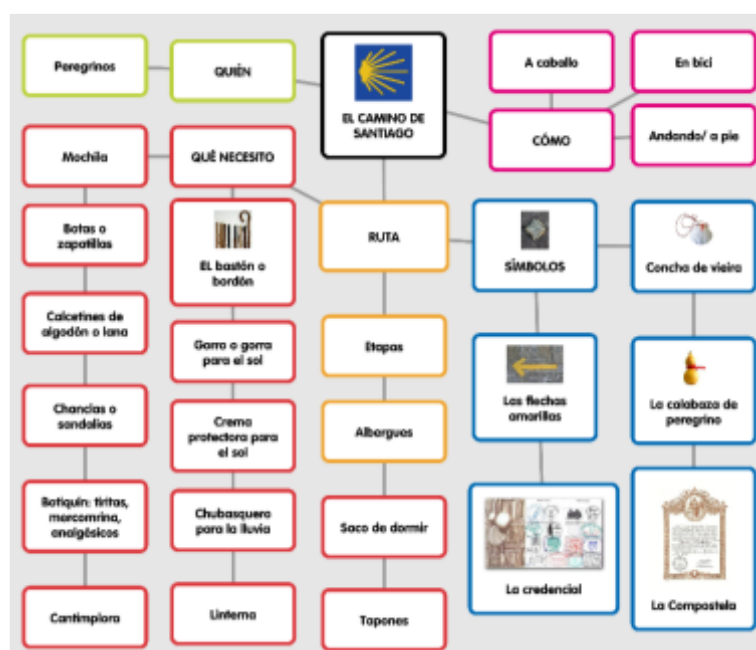 Peregrinos
QUIÉN
EL CAMINO DE
SANTIAGO
A caballo
En bici
CÓMO
Andando/ a pie
Mochila
QUÉ NECESITO
Botas o
zapatillas
EL bastón o
bordón
RUTA
SÍMBOLOS
Concha de vieira
Calcetines de
algodón o lana
Gorro o gorra
para el sol
Etapas
Las flechas
amarillas
La calabaza de
peregrino
Chanclas o
sandalias
Crema
protectora para
el sol
Albergues
Botiquín: tiritas,
mercomrina,
analgésicos
Chubasquero
para la lluvia
Saco de dormir
La credencial
La Compostela
Cantimplora
Linterna
Tapones